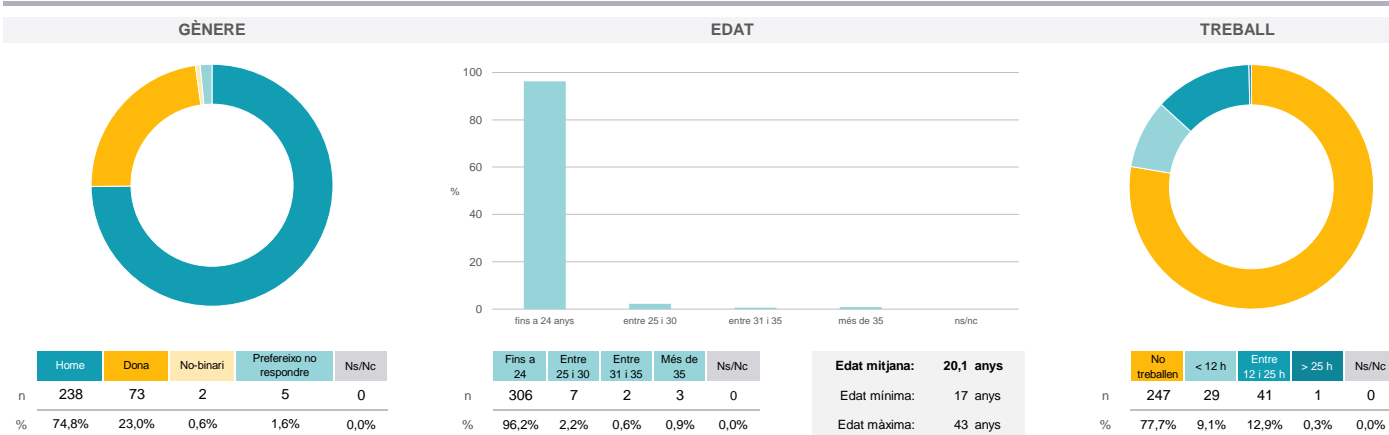 GÈNERE
EDAT
TREBALL
100
80
60
%
40
20
0
fins a 24 anys
entre 25 i 30
entre 31 i 35
més de 35
ns/nc
Home
Dona
No-binari
Prefereixo no
respondre
Ns/Nc
n 238 73 2 5 0
% 74,8% 23,0% 0,6% 1,6% 0,0%
Fins a
24
Entre
25 i 30
Entre
31 i 35
Més de
35
Ns/Nc
n 306 7 2 3 0
% 96,2% 2,2% 0,6% 0,9% 0,0%
Edat mitjana: 20,1 anys
Edat mínima: 17 anys
Edat màxima: 43 anys
No
treballen
< 12 h
Entre
12 i 25 h
> 25 h
Ns/Nc
n 247 29 41 1 0
% 77,7% 9,1% 12,9% 0,3% 0,0%